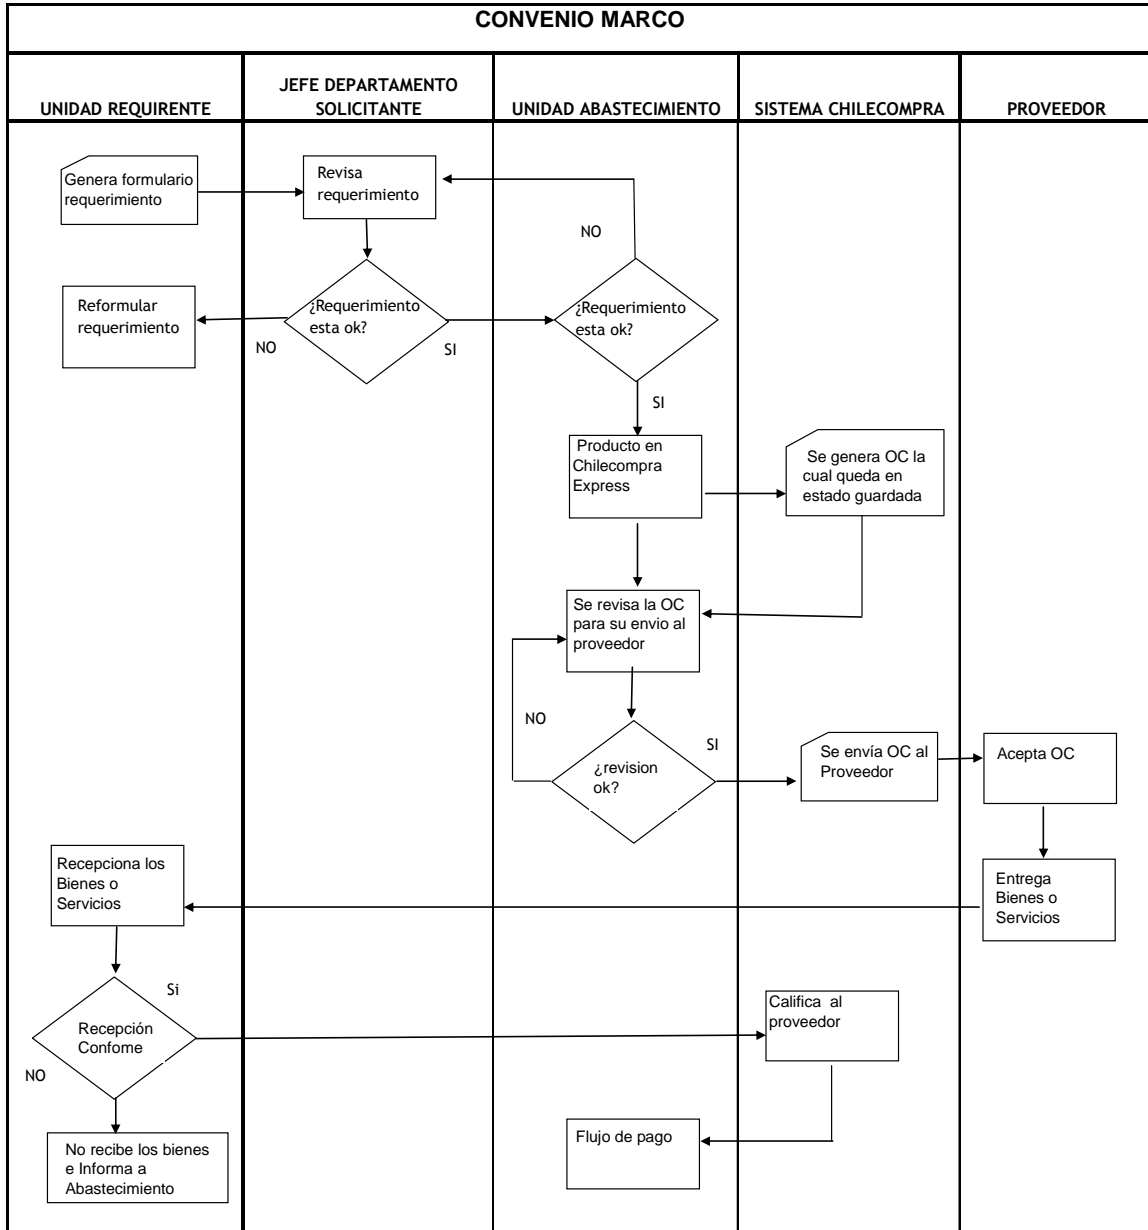 CONVENIO MARCO
UNIDAD REQUIRENTE
JEFE DEPARTAMENTO
SOLICITANTE
UNIDAD ABASTECIMIENTO
SISTEMA CHILECOMPRA
PROVEEDOR
Genera formulario
requerimiento
Revisa
requerimiento
NO
Reformular
requerimiento
NO
¿Requerimiento
esta ok?
SI
¿Requerimiento
esta ok?
SI
Producto en
Chilecompra
Express
Se genera OC la
cual queda en
estado guardada
Se revisa la OC
para su envio al
proveedor
NO
¿revision
ok?
SI
Se envía OC al
Proveedor
Acepta OC
Recepciona los
Bienes o
Servicios
Entrega
Bienes o
Servicios
Si
Recepción
Confome
NO
Califica al
proveedor
No recibe los bienes
e Informa a
Abastecimiento
Flujo de pago